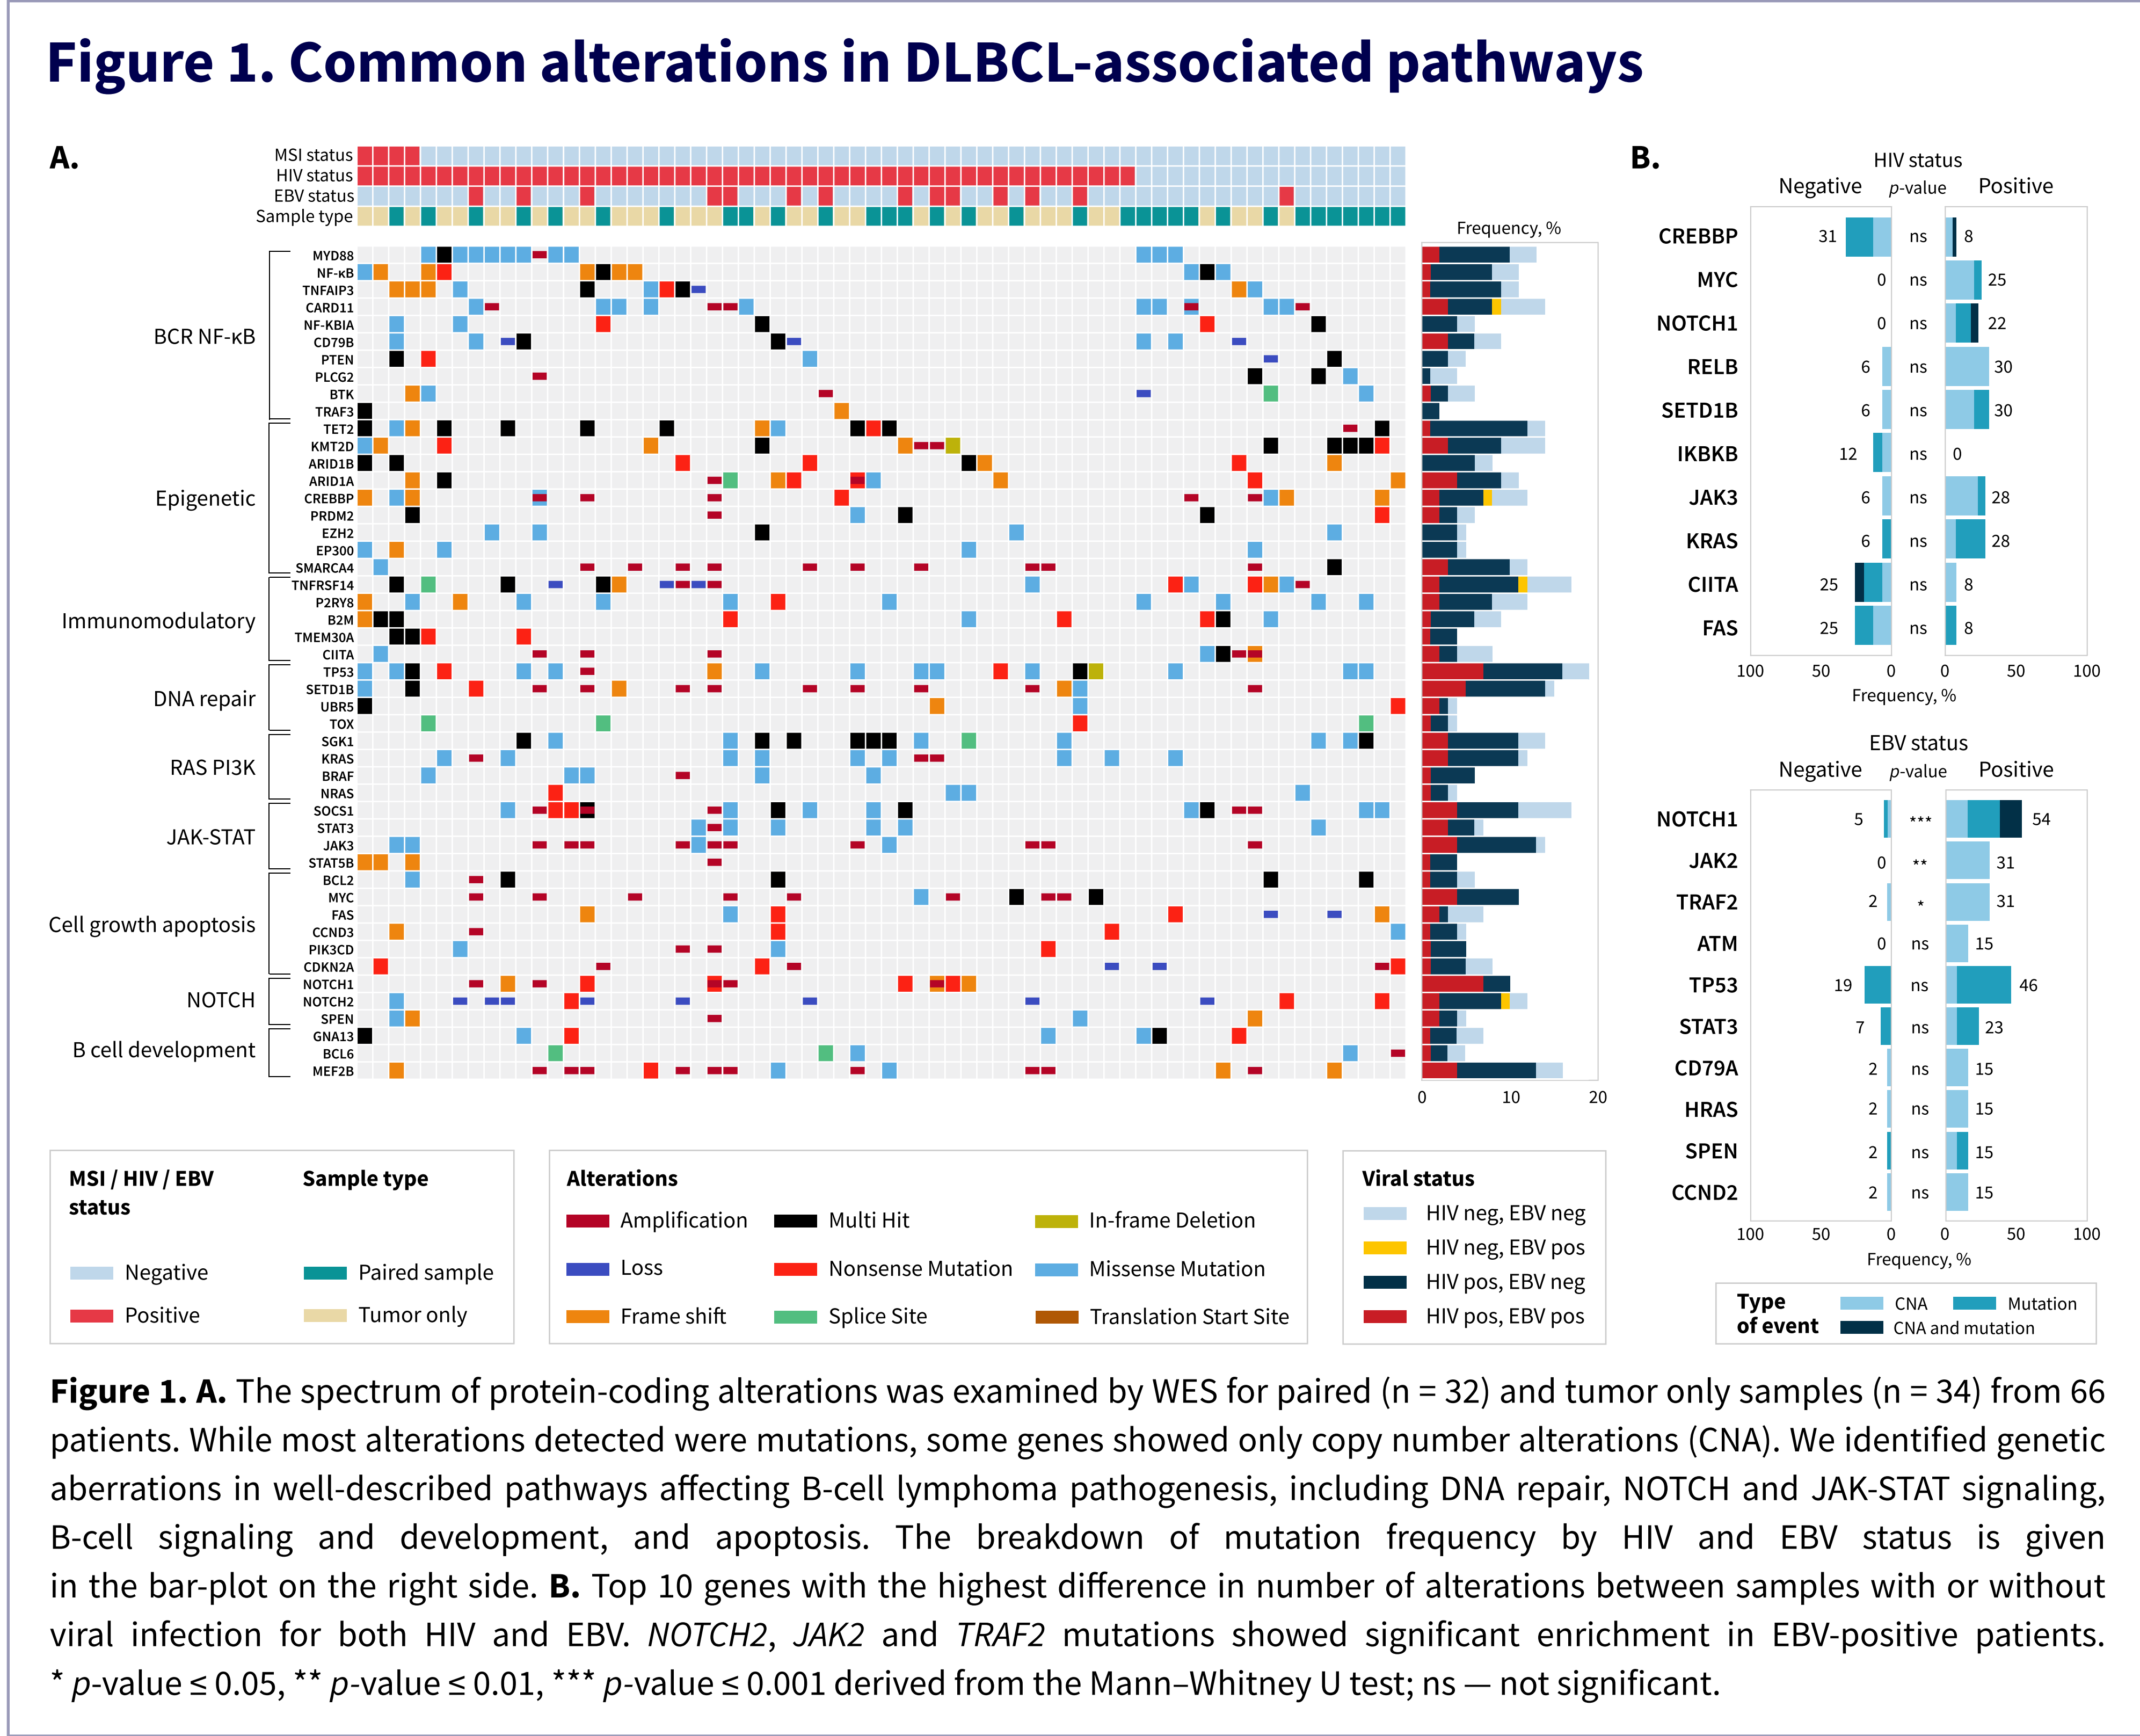 Figure 1. Common alterations in DLBCL-associated pathways
A.
MSI status
HIV status
EBV status
Sample type
Frequency, %
BCR NF-κB
MYD88
NF-κB
TNFAIP3
CARD11
NF-KBIA
CD79B
PTEN
PLCG2
BTK
TRAF3
Epigenetic
TET2
KMT2D
ARID1B
ARID1A
CREBBP
PRDM2
EZH2
EP300
SMARCA4
Immunomodulatory
TNFRSF14
P2RY8
B2M
TMEM30A
CIITA
DNA repair
TP53
SETD1B
UBR5
TOX
RAS PI3K
SGK1
KRAS
BRAF
NRAS
JAK-STAT
SOCS1
STAT3
JAK3
STAT5B
Cell growth apoptosis
BCL2
MYC
FAS
CCND3
PIK3CD
CDKN2A
NOTCH
NOTCH1
NOTCH2
SPEN
B cell development
GNA13
BCL6
MEF2B
0 10 20
MSI / HIV / EBV
status
Negative
Positive
Sample type
Paired sample
Tumor only
Alterations
Amplification Multi Hit In-frame Deletion
Loss Nonsense Mutation Missense Mutation
Frame shift Splice Site Translation Start Site
Viral status
HIV neg, EBV neg
HIV neg, EBV pos
HIV pos, EBV neg
HIV pos, EBV pos
B.
HIV status
Negative p-value Positive
CREBBP 31 ns 8
MYC 0 ns 25
NOTCH1 0 ns 22
RELB 6 ns 30
SETD1B 6 ns 30
IKBKB 12 ns 0
JAK3 6 ns 28
KRAS 6 ns 28
CIITA 25 ns 8
FAS 25 ns 8
100 50 0 0 50 100
Frequency, %
EBV status
Negative p-value Positive
NOTCH1 5 *** 54
JAK2 0 ** 31
TRAF2 2 * 31
ATM 0 ns 15
TP53 19 ns 46
STAT3 7 ns 23
CD79A 2 ns 15
HRAS 2 ns 15
SPEN 2 ns 15
CCND2 2 ns 15
100 50 0 0 50 100
Frequency, %
Type
of event
CNA Mutation
CNA and mutation
Figure 1. A. The spectrum of protein-coding alterations was examined by WES for paired (n = 32) and tumor only samples (n = 34) from 66
patients. While most alterations detected were mutations, some genes showed only copy number alterations (CNA). We identified genetic
aberrations in well-described pathways affecting B-cell lymphoma pathogenesis, including DNA repair, NOTCH and JAK-STAT signaling,
B-cell signaling and development, and apoptosis. The breakdown of mutation frequency by HIV and EBV status is given
in the bar-plot on the right side. B. Top 10 genes with the highest difference in number of alterations between samples with or without
viral infection for both HIV and EBV. NOTCH2, JAK2 and TRAF2 mutations showed significant enrichment in EBV-positive patients.
* p-value ≤ 0.05, ** p-value ≤ 0.01, *** p-value ≤ 0.001 derived from the Mann–Whitney U test; ns — not significant.